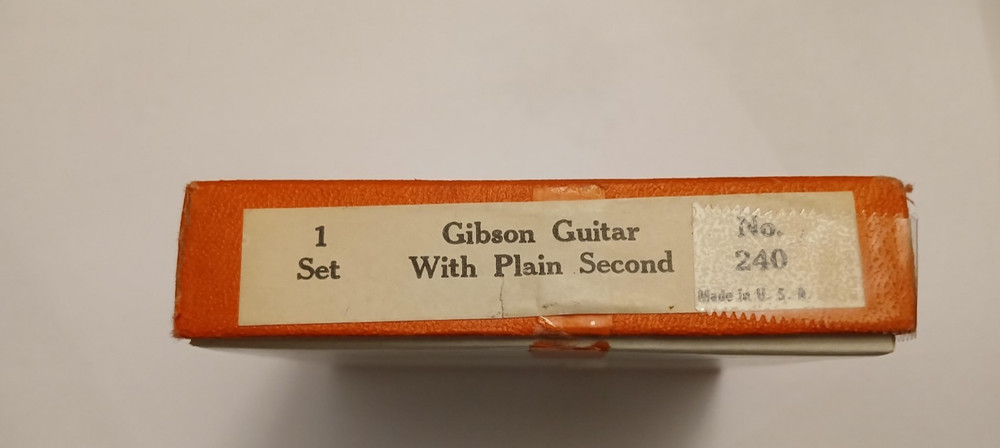 1
Set
Gibson Guitar
With Plain Second
No.
240
Made in U. S. A.